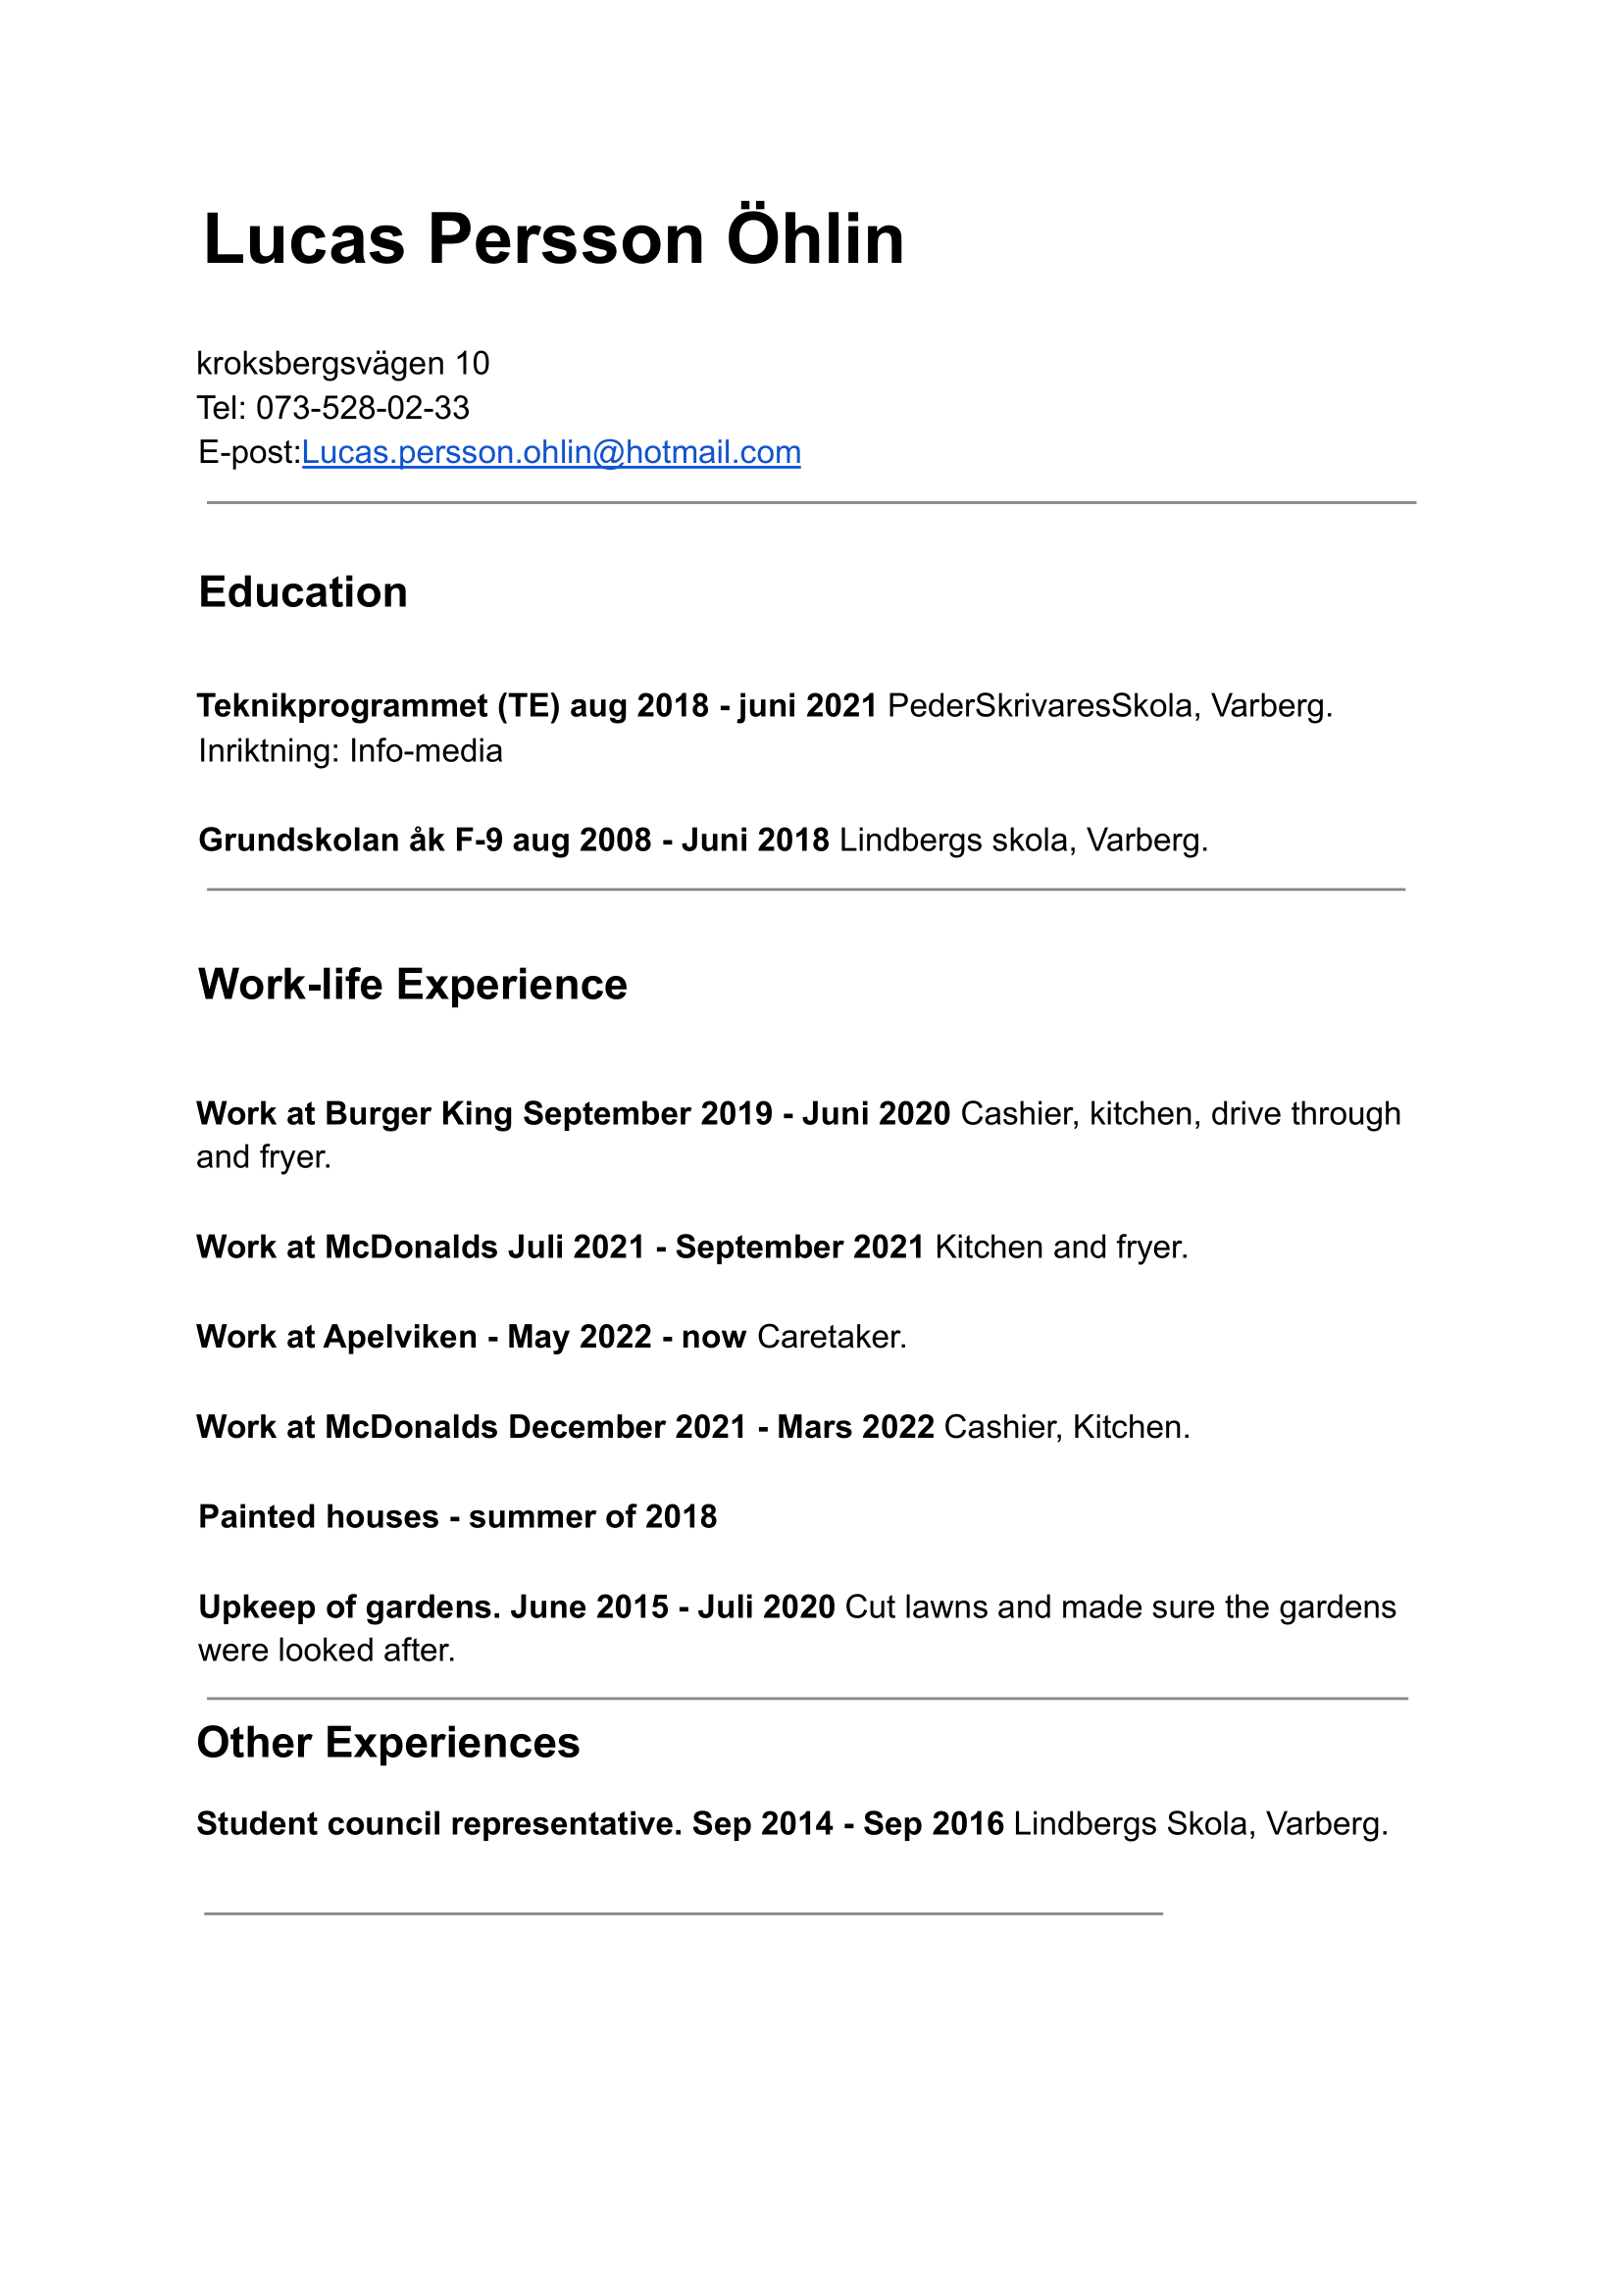 Lucas Persson Öhlin
kroksbergsvägen 10
Tel: 073-528-02-33
E-post:Lucas.persson.ohlin@hotmail.com
Education
Teknikprogrammet (TE) aug 2018 - juni 2021 PederSkrivaresSkola, Varberg.
Inriktning: Info-media
Grundskolan åk F-9 aug 2008 - Juni 2018 Lindbergs skola, Varberg.
Work-life Experience
Work at Burger King September 2019 - Juni 2020 Cashier, kitchen, drive through
and fryer.
Work at McDonalds Juli 2021 - September 2021 Kitchen and fryer.
Work at Apelviken - May 2022 - now Caretaker.
Work at McDonalds December 2021 - Mars 2022 Cashier, Kitchen.
Painted houses - summer of 2018
Upkeep of gardens. June 2015 - Juli 2020 Cut lawns and made sure the gardens
were looked after.
Other Experiences
Student council representative. Sep 2014 - Sep 2016 Lindbergs Skola, Varberg.